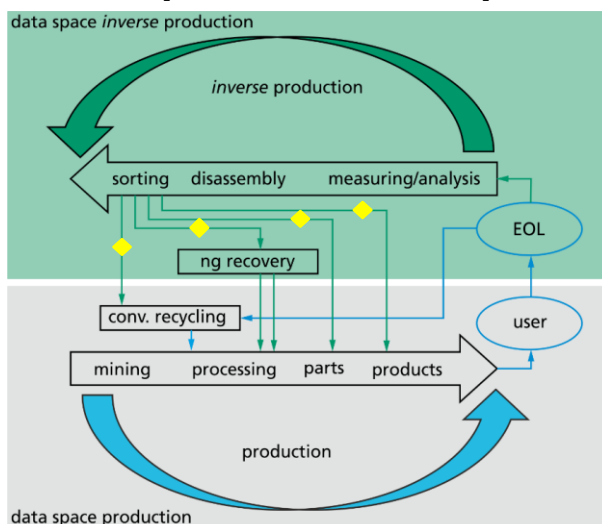 data space inverse production
inverse production
sorting disassembly measuring/analysis
EOL
ng recovery
conv. recycling
user
mining processing parts products
production
data space production